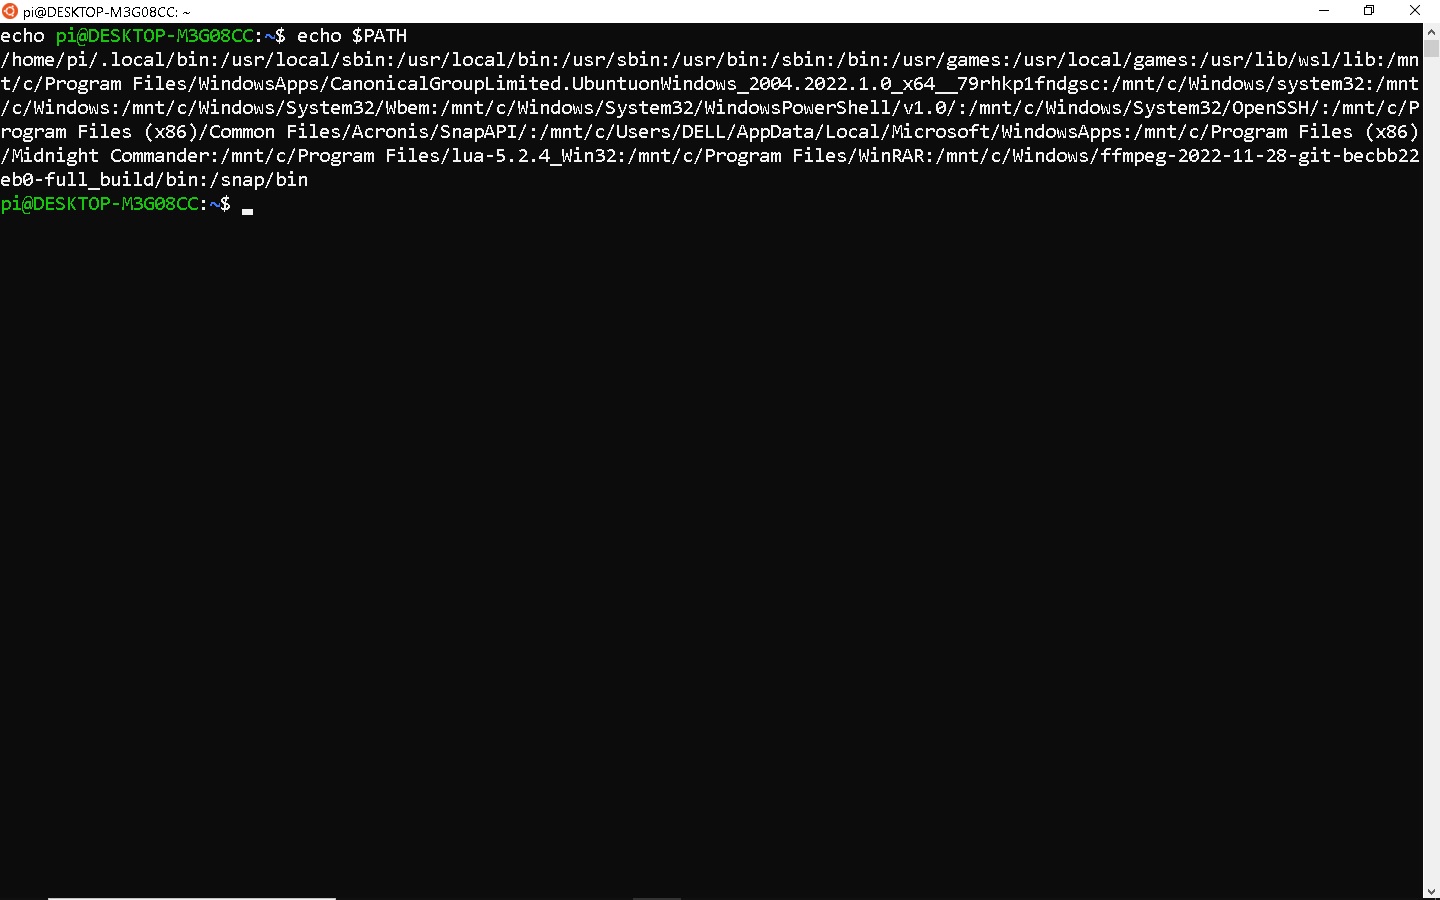 pi@DESKTOP-M3G08CC: ~
echo pi@DESKTOP-M3G08CC:~$ echo $PATH
/home/pi/.local/bin:/usr/local/sbin:/usr/local/bin:/usr/sbin:/usr/bin:/sbin:/bin:/usr/games:/usr/local/games:/usr/lib/wsl/lib:/mn
t/c/Program Files/WindowsApps/CanonicalGroupLimited.UbuntuonWindows_2004.2022.1.0_x64__79rhkp1fndgsc:/mnt/c/Windows/system32:/mnt
/c/Windows:/mnt/c/Windows/System32/Wbem:/mnt/c/Windows/System32/WindowsPowerShell/v1.0/:/mnt/c/Windows/System32/OpenSSH/:/mnt/c/P
rogram Files (x86)/Common Files/Acronis/SnapAPI/:/mnt/c/Users/DELL/AppData/Local/Microsoft/WindowsApps:/mnt/c/Program Files (x86)
/Midnight Commander:/mnt/c/Program Files/lua-5.2.4_Win32:/mnt/c/Program Files/WinRAR:/mnt/c/Windows/ffmpeg-2022-11-28-git-becbb22
eb0-full_build/bin:/snap/bin
pi@DESKTOP-M3G08CC:~$